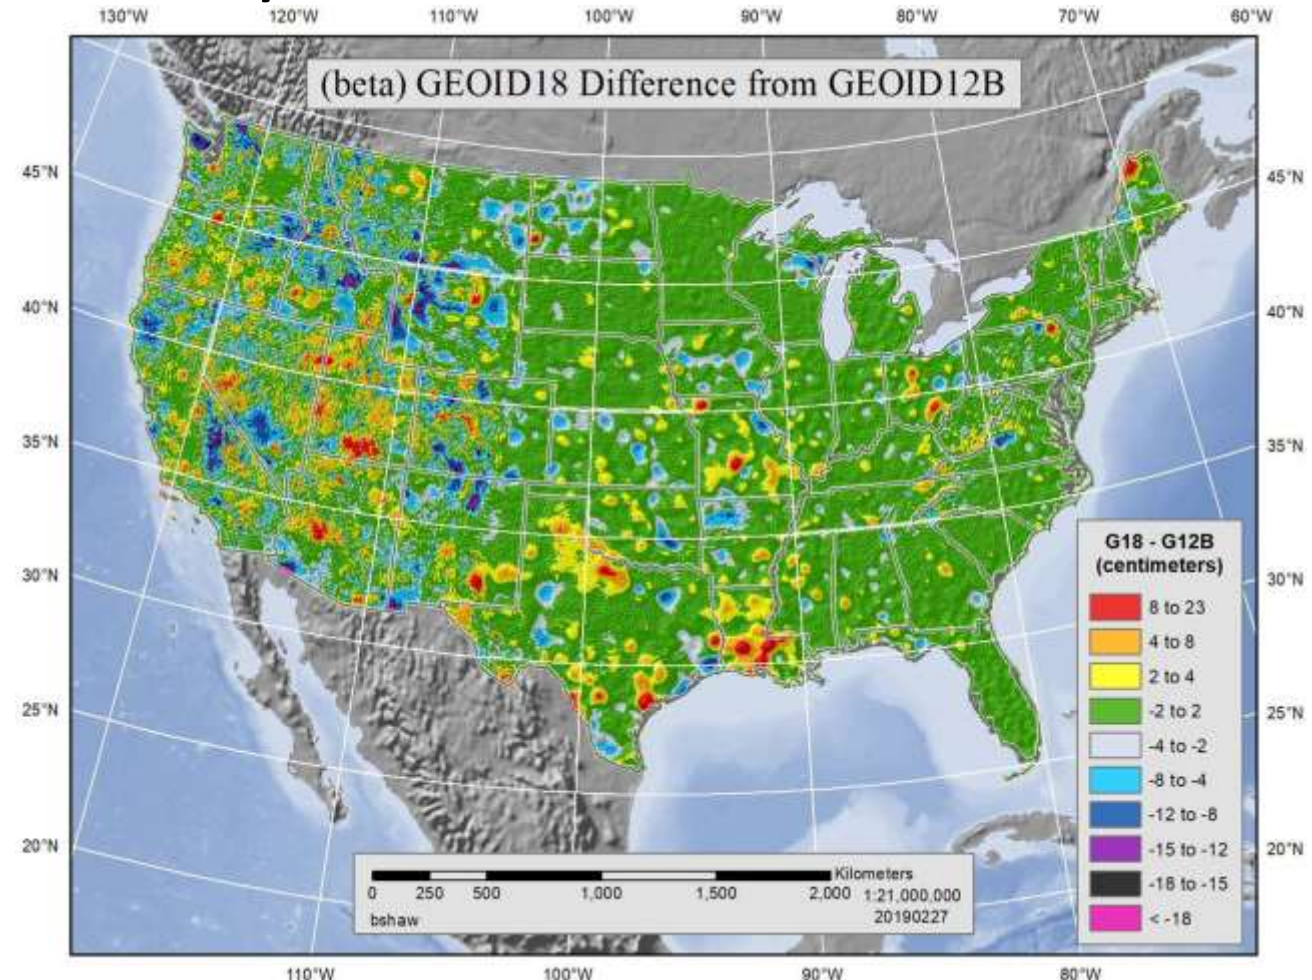 130°W 120°W 110°W 100°W 90°W 80°W 70°W 60°W
(beta) GEOID18 Difference from GEOID12B
45°N 45°N
40°N 40°N
35°N 35°N
30°N 30°N
25°N 25°N
20°N 20°N
G18 - G12B
(centimeters)
8 to 23
4 to 8
2 to 4
-2 to 2
-4 to -2
-8 to -4
-12 to -8
-15 to -12
-18 to -15
< -18
Kilometers
0 250 500 1,000 1,500 2,000 1:21,000,000
bshaw 20190227
110°W 100°W 90°W 80°W